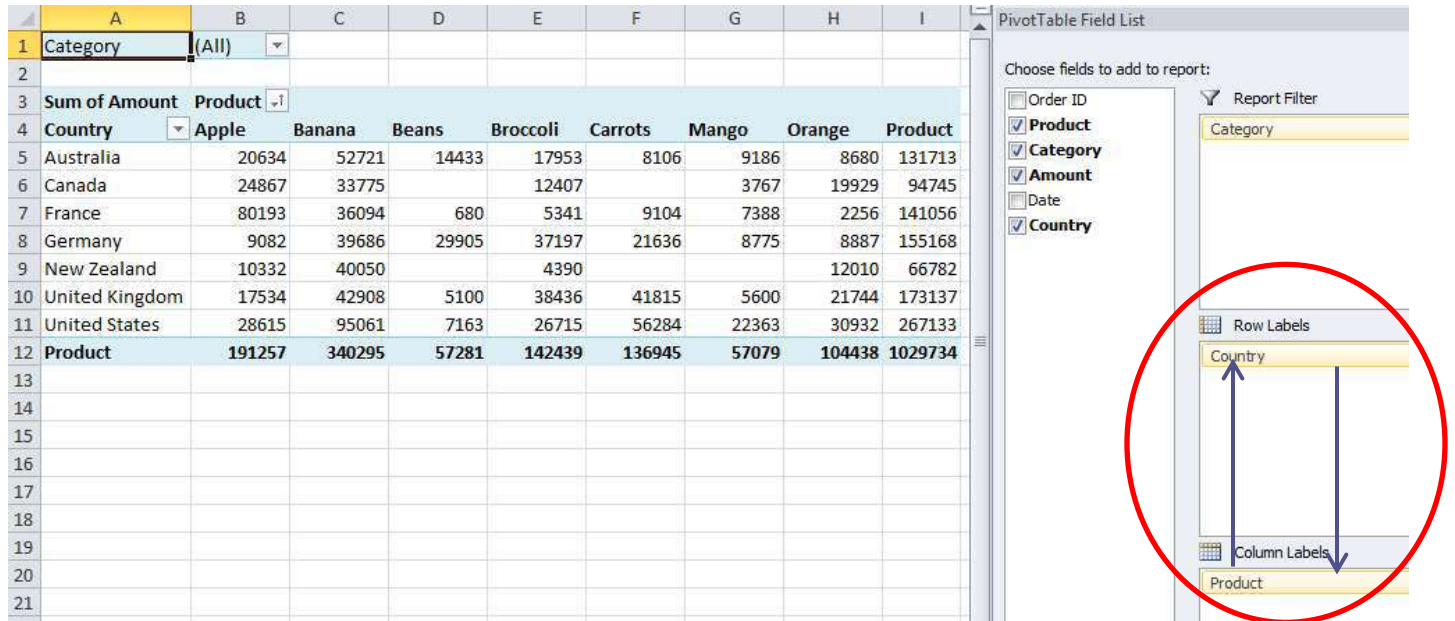 A B C D E F G H I
1 Category (All)
2
3 Sum of Amount Product
4 Country Apple Banana Beans Broccoli Carrots Mango Orange Product
5 Australia 20634 52721 14433 17953 8106 9186 8680 131713
6 Canada 24867 33775 12407 3767 19929 94745
7 France 80193 36094 680 5341 9104 7388 2256 141056
8 Germany 9082 39686 29905 37197 21636 8775 8887 155168
9 New Zealand 10332 40050 4390 12010 66782
10 United Kingdom 17534 42908 5100 38436 41815 5600 21744 173137
11 United States 28615 95061 7163 26715 56284 22363 30932 267133
12 Product 191257 340295 57281 142439 136945 57079 104438 1029734
13
14
15
16
17
18
19
20
21
PivotTable Field List
Choose fields to add to report:
Order ID
Product
Category
Amount
Date
Country
Report Filter
Category
Row Labels
Country
Column Labels
Product